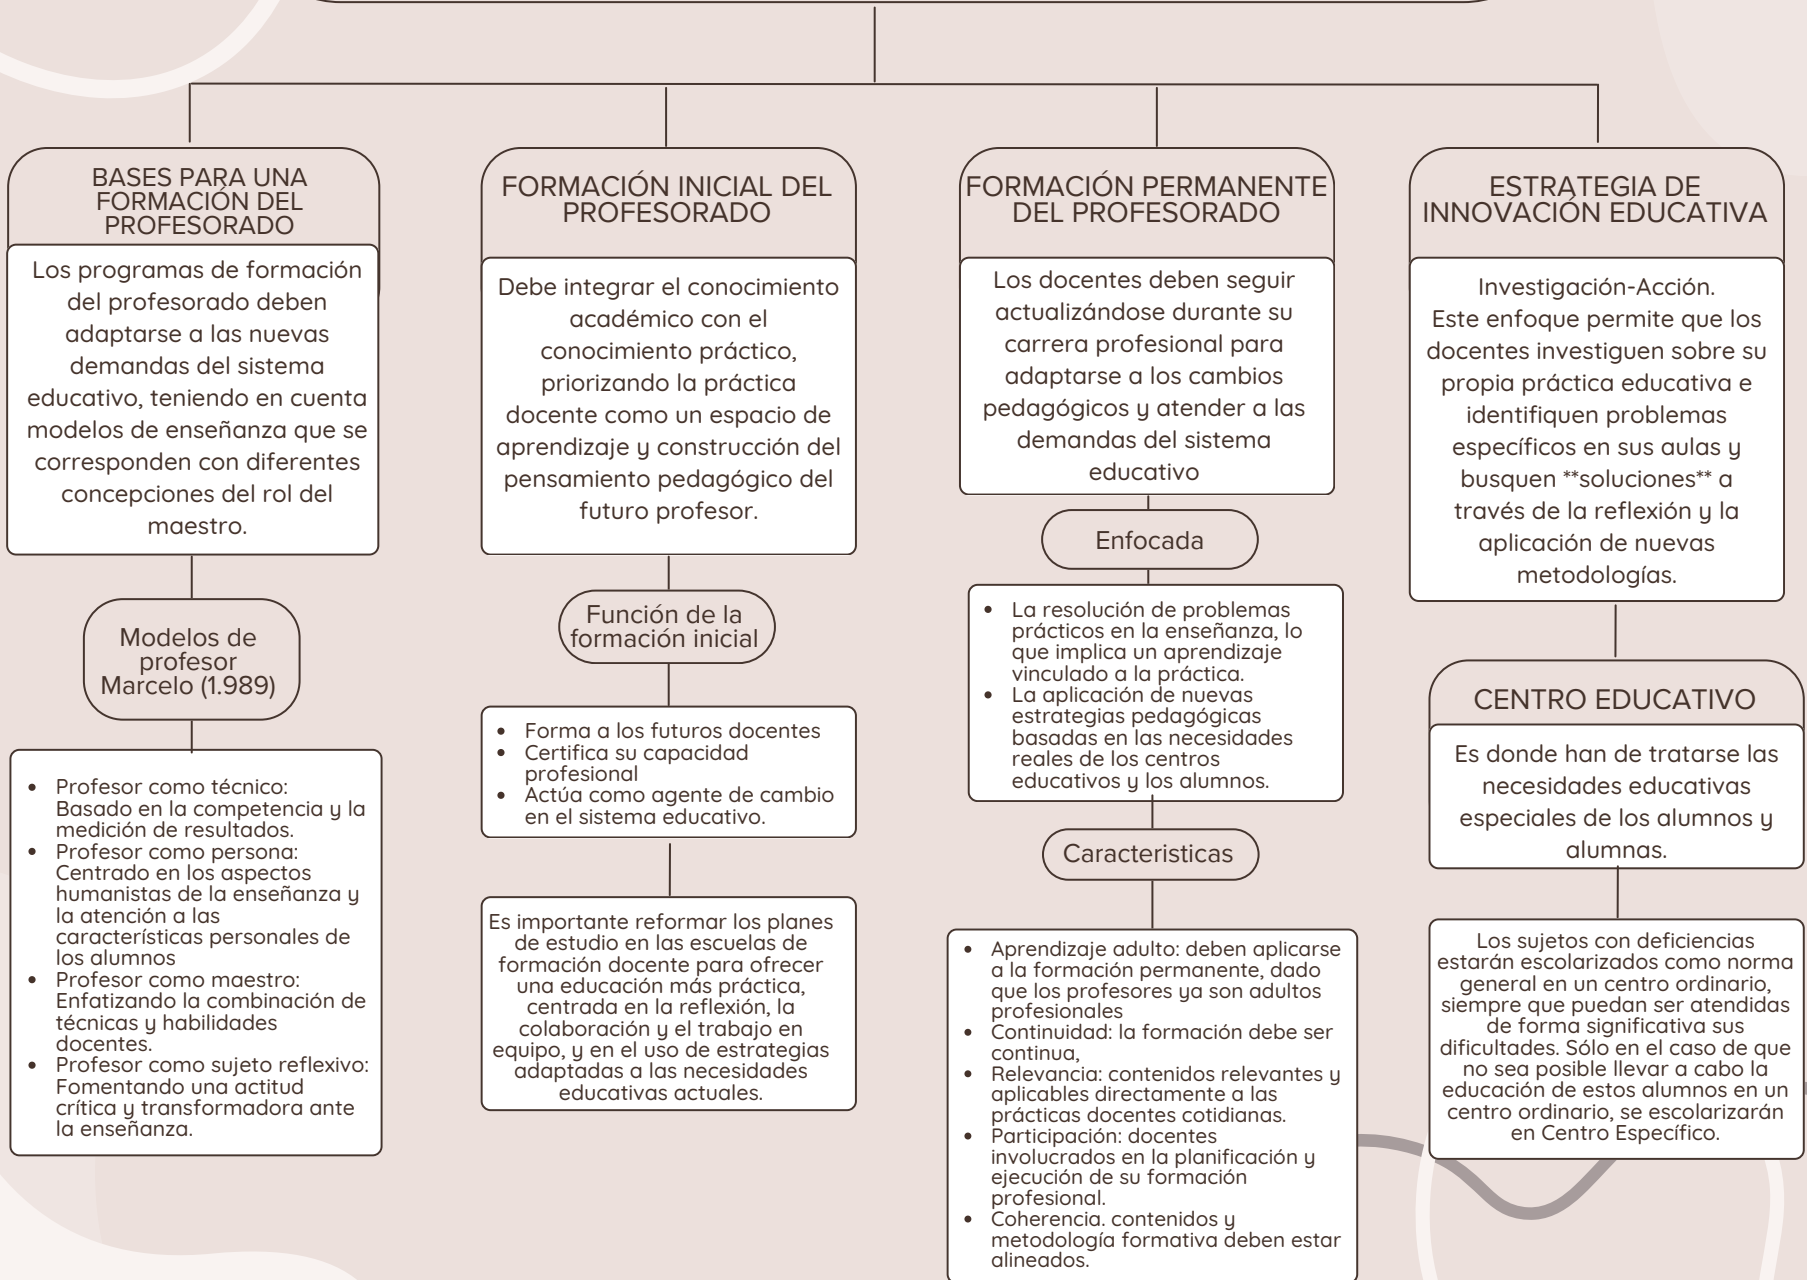 BASES PARA UNA
FORMACIÓN DEL
PROFESORADO
Los programas de formación
del profesorado deben
adaptarse a las nuevas
demandas del sistema
educativo, teniendo en cuenta
modelos de enseñanza que se
corresponden con diferentes
concepciones del rol del
maestro.
Modelos de
profesor
Marcelo (1.989)
• Profesor como técnico:
Basado en la competencia y la
medición de resultados.
• Profesor como persona:
Centrado en los aspectos
humanistas de la enseñanza y
la atención a las
características personales de
los alumnos
• Profesor como maestro:
Enfatizando la combinación de
técnicas y habilidades
docentes.
• Profesor como sujeto reflexivo:
Fomentando una actitud
crítica y transformadora ante
la enseñanza.
FORMACIÓN INICIAL DEL
PROFESORADO
Debe integrar el conocimiento
académico con el
conocimiento práctico,
priorizando la práctica
docente como un espacio de
aprendizaje y construcción del
pensamiento pedagógico del
futuro profesor.
Función de la
formación inicial
• Forma a los futuros docentes
• Certifica su capacidad
profesional
• Actúa como agente de cambio
en el sistema educativo.
Es importante reformar los planes
de estudio en las escuelas de
formación docente para ofrecer
una educación más práctica,
centrada en la reflexión, la
colaboración y el trabajo en
equipo, y en el uso de estrategias
adaptadas a las necesidades
educativas actuales.
FORMACIÓN PERMANENTE
DEL PROFESORADO
Los docentes deben seguir
actualizándose durante su
carrera profesional para
adaptarse a los cambios
pedagógicos y atender a las
demandas del sistema
educativo
Enfocada
• La resolución de problemas
prácticos en la enseñanza, lo
que implica un aprendizaje
vinculado a la práctica.
• La aplicación de nuevas
estrategias pedagógicas
basadas en las necesidades
reales de los centros
educativos y los alumnos.
Caracteristicas
• Aprendizaje adulto: deben aplicarse
a la formación permanente, dado
que los profesores ya son adultos
profesionales
• Continuidad: la formación debe ser
continua,
• Relevancia: contenidos relevantes y
aplicables directamente a las
prácticas docentes cotidianas.
• Participación: docentes
involucrados en la planificación y
ejecución de su formación
profesional.
• Coherencia. contenidos y
metodología formativa deben estar
alineados.
ESTRATEGIA DE
INNOVACIÓN EDUCATIVA
Investigación-Acción.
Este enfoque permite que los
docentes investiguen sobre su
propia práctica educativa e
identifiquen problemas
específicos en sus aulas y
busquen **soluciones** a
través de la reflexión y la
aplicación de nuevas
metodologías.
CENTRO EDUCATIVO
Es donde han de tratarse las
necesidades educativas
especiales de los alumnos y
alumnas.
Los sujetos con deficiencias
estarán escolarizados como norma
general en un centro ordinario,
siempre que puedan ser atendidas
de forma significativa sus
dificultades. Sólo en el caso de que
no sea posible llevar a cabo la
educación de estos alumnos en un
centro ordinario, se escolarizarán
en Centro Específico.